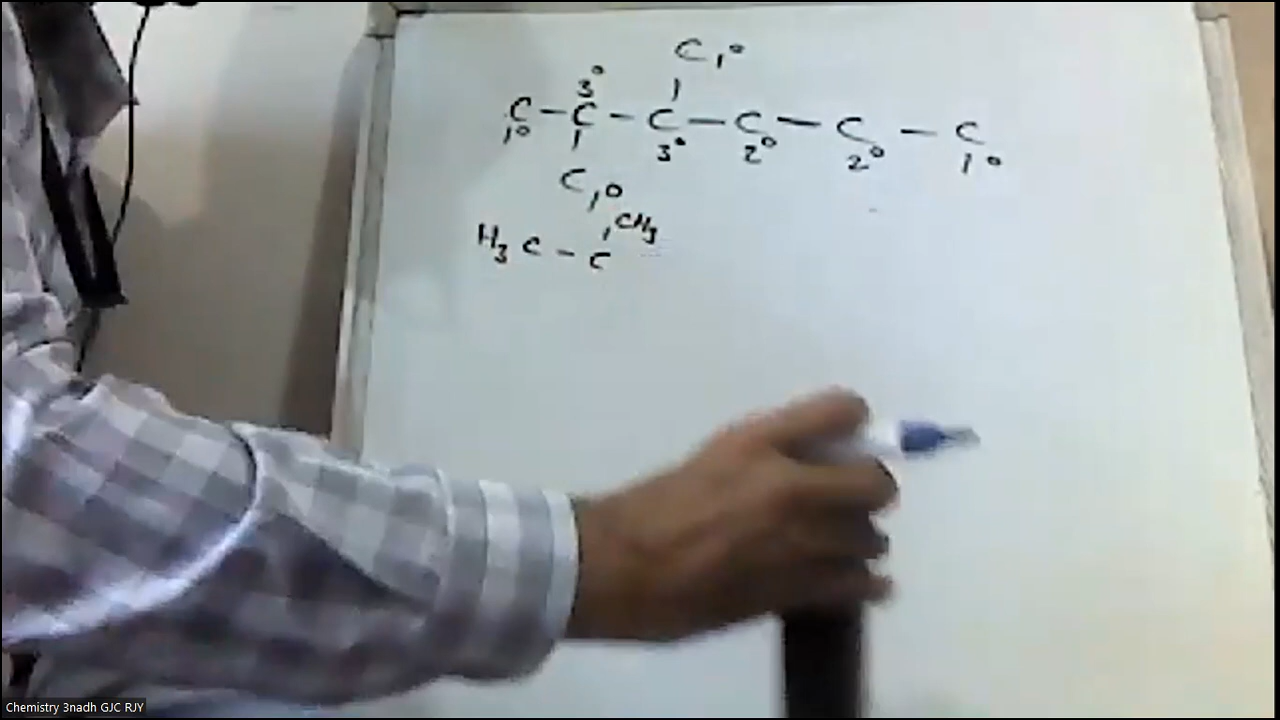 C 1°
3°
C – C – C – C – C – C
1° 3° 2° 2° 1°
C 1°
CH3
H3C – C
Chemistry 3nadh GJC RJY